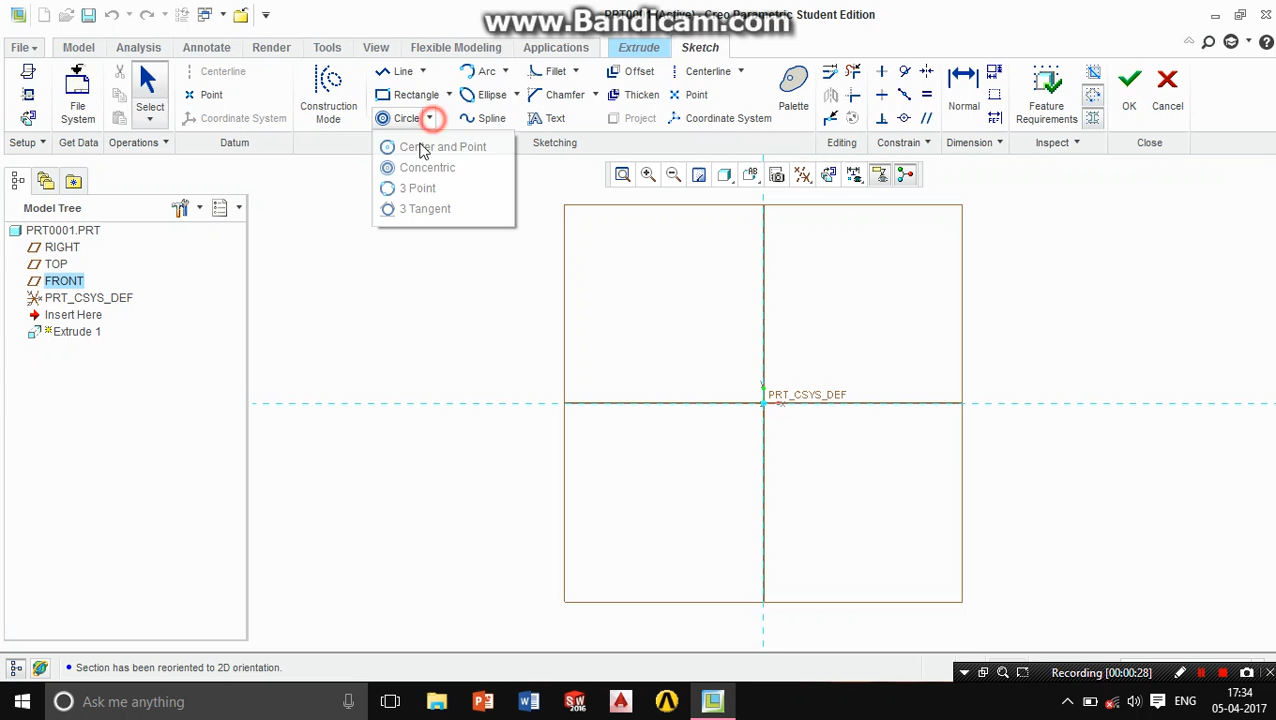 www.Bandicam.com
(Active) - Creo Parametric Student Edition
File Model Analysis Annotate Render Tools View Flexible Modeling Applications Extrude Sketch
File System
Select
Centerline
Point
Coordinate System
Construction Mode
Line Arc Fillet Offset Centerline
Rectangle Ellipse Chamfer Thicken Point
Circle Spline Text Project Coordinate System
Palette
Normal
Feature Requirements
OK
Cancel
Setup Get Data Operations Datum Sketching Editing Constrain Dimension Inspect Close
Center and Point
Concentric
3 Point
3 Tangent
Model Tree
PRT0001.PRT
RIGHT
TOP
FRONT
PRT_CSYS_DEF
Insert Here
Extrude 1
PRT_CSYS_DEF
Y
X
• Section has been reoriented to 2D orientation.
Recording [00:00:28]
Ask me anything
SW 2016
ENG
17:34
05-04-2017